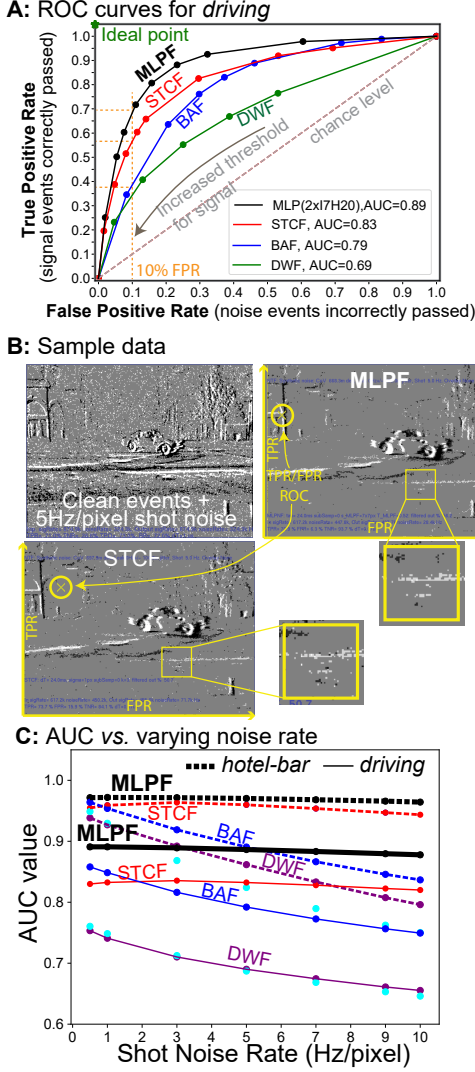 A: ROC curves for driving
Ideal point
MLPF
STCF
BAF
DWF
chance level
Increased threshold
for signal
10% FPR
MLP(2xI7H20),AUC=0.89
STCF, AUC=0.83
BAF, AUC=0.79
DWF, AUC=0.69
True Positive Rate
(signal events correctly passed)
1.0
0.9
0.8
0.7
0.6
0.5
0.4
0.3
0.2
0.1
0.0
0.0 0.1 0.2 0.3 0.4 0.5 0.6 0.7 0.8 0.9 1.0
False Positive Rate (noise events incorrectly passed)
B: Sample data
Clean events +
5Hz/pixel shot noise
MLPF
TPR
TPR/FPR
ROC
FPR
STCF
TPR
FPR
50.7
C: AUC vs. varying noise rate
hotel-bar driving
MLPF
STCF
BAF
MLPF
DWF
STCF
BAF
DWF
AUC value
1.0
0.9
0.8
0.7
0.6
0 1 2 3 4 5 6 7 8 9 10
Shot Noise Rate (Hz/pixel)